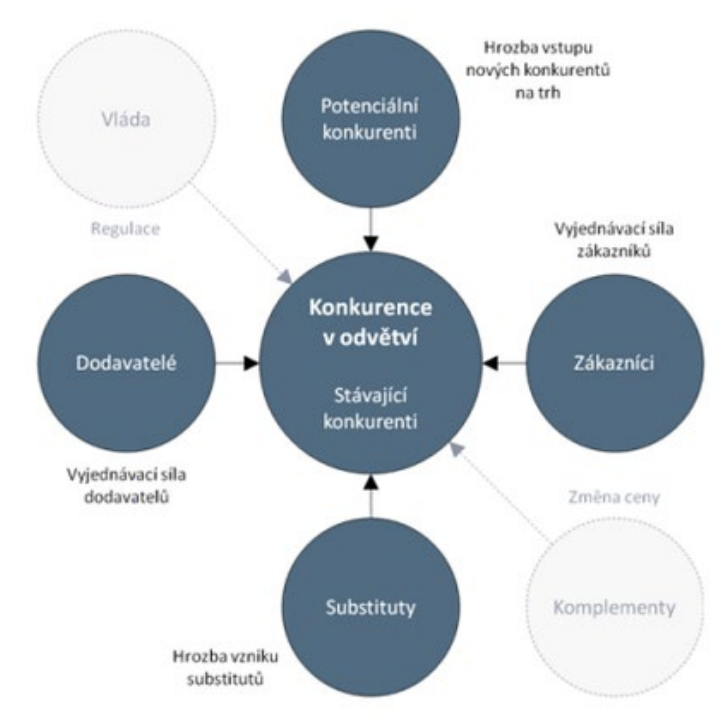 Vláda
Potenciální
konkurenti
Hrozba vstupu
nových konkurentů
na trh
Regulace
Vyjednávací síla
zákazníků
Dodavatelé
Konkurence
v odvětví
Stávající
konkurenti
Zákazníci
Vyjednávací síla
dodavatelů
Změna ceny
Substituty
Komplementy
Hrozba vzniku
substitutů